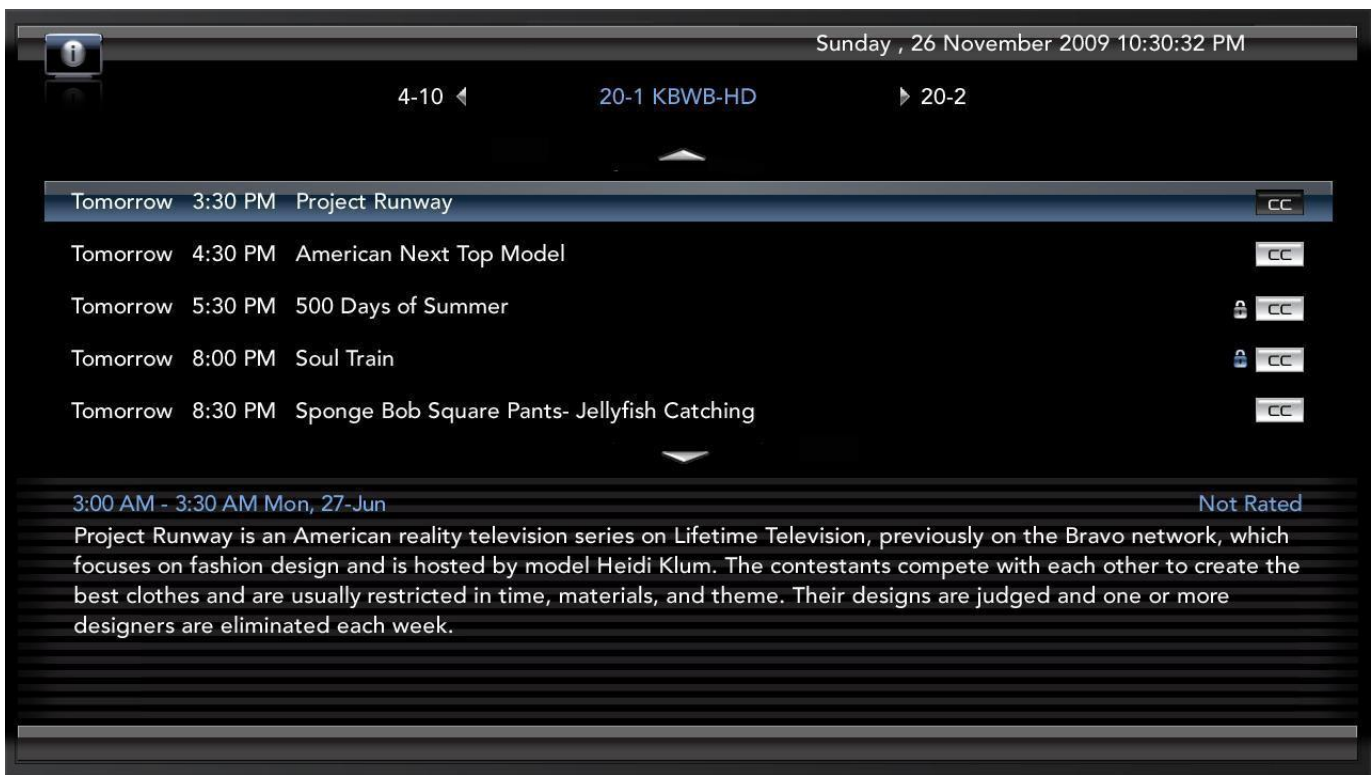 Sunday , 26 November 2009 10:30:32 PM
4-10 20-1 KBWB-HD 20-2
Tomorrow 3:30 PM Project Runway CC
Tomorrow 4:30 PM American Next Top Model CC
Tomorrow 5:30 PM 500 Days of Summer CC
Tomorrow 8:00 PM Soul Train CC
Tomorrow 8:30 PM Sponge Bob Square Pants- Jellyfish Catching CC
3:00 AM - 3:30 AM Mon, 27-Jun Not Rated
Project Runway is an American reality television series on Lifetime Television, previously on the Bravo network, which
focuses on fashion design and is hosted by model Heidi Klum. The contestants compete with each other to create the
best clothes and are usually restricted in time, materials, and theme. Their designs are judged and one or more
designers are eliminated each week.